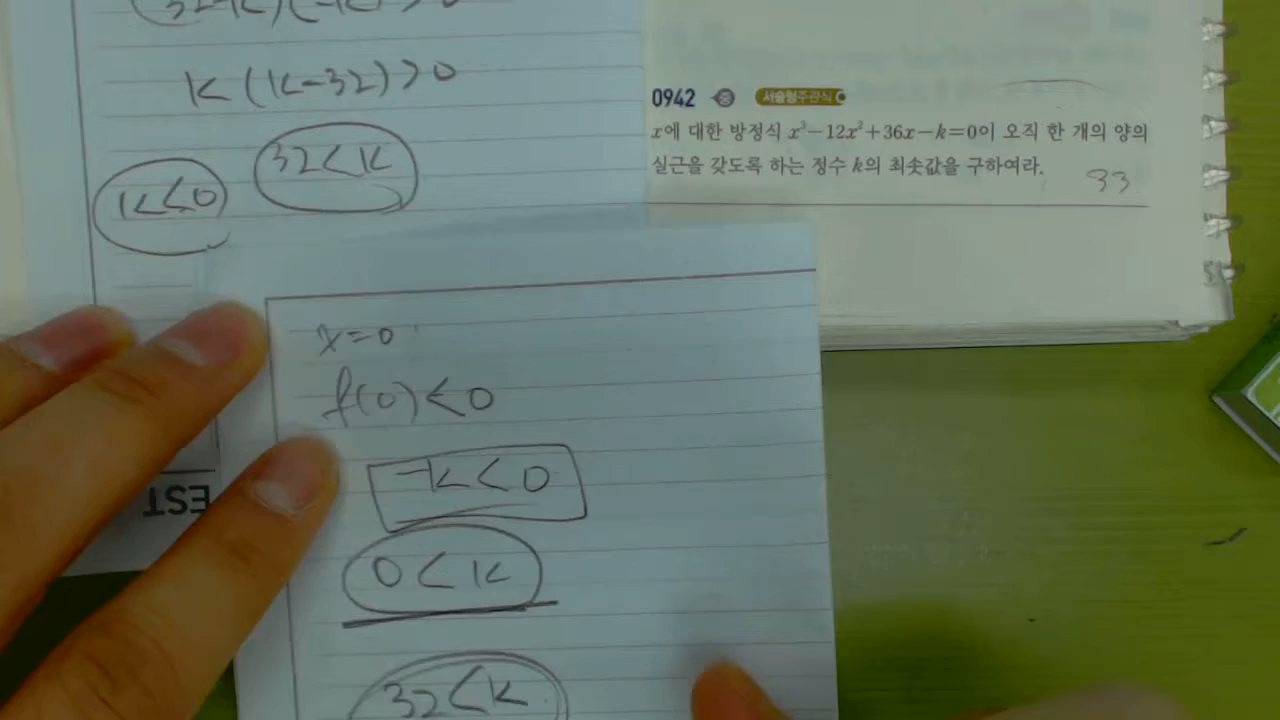 k(k-32)>0
32<k
k<0
0942 중 서술형주관식
x에 대한 방정식 x³-12x²+36x-k=0이 오직 한 개의 양의
실근을 갖도록 하는 정수 k의 최솟값을 구하여라.
33
x=0
f(0)<0
-k<0
0<k
32<k
EST